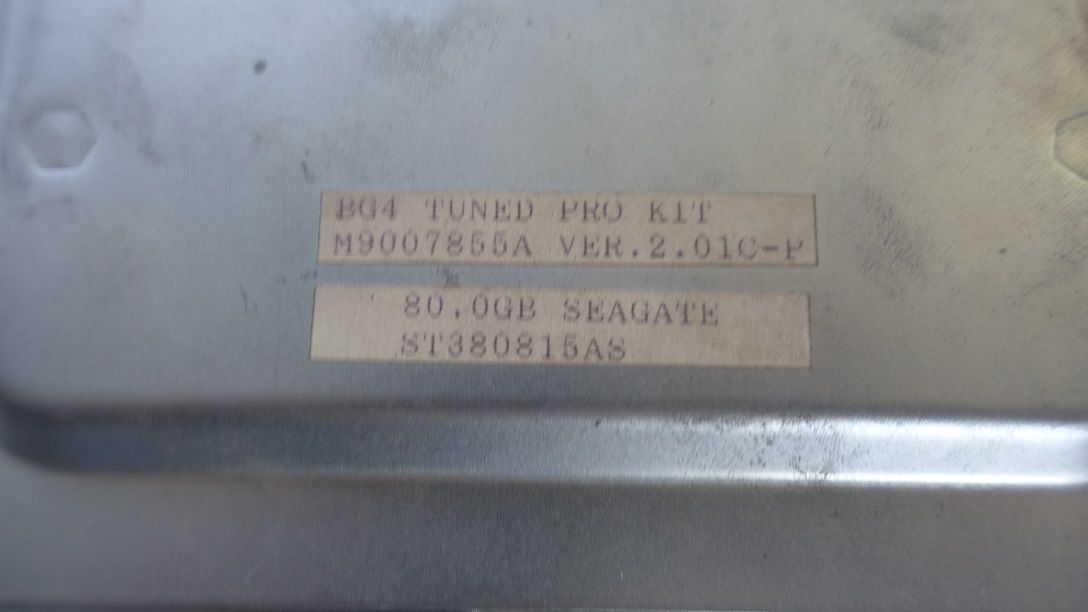 BG4 TUNED PRO KIT
M9007855A VER.2.01C-P
80.0GB SEAGATE
ST380815AS